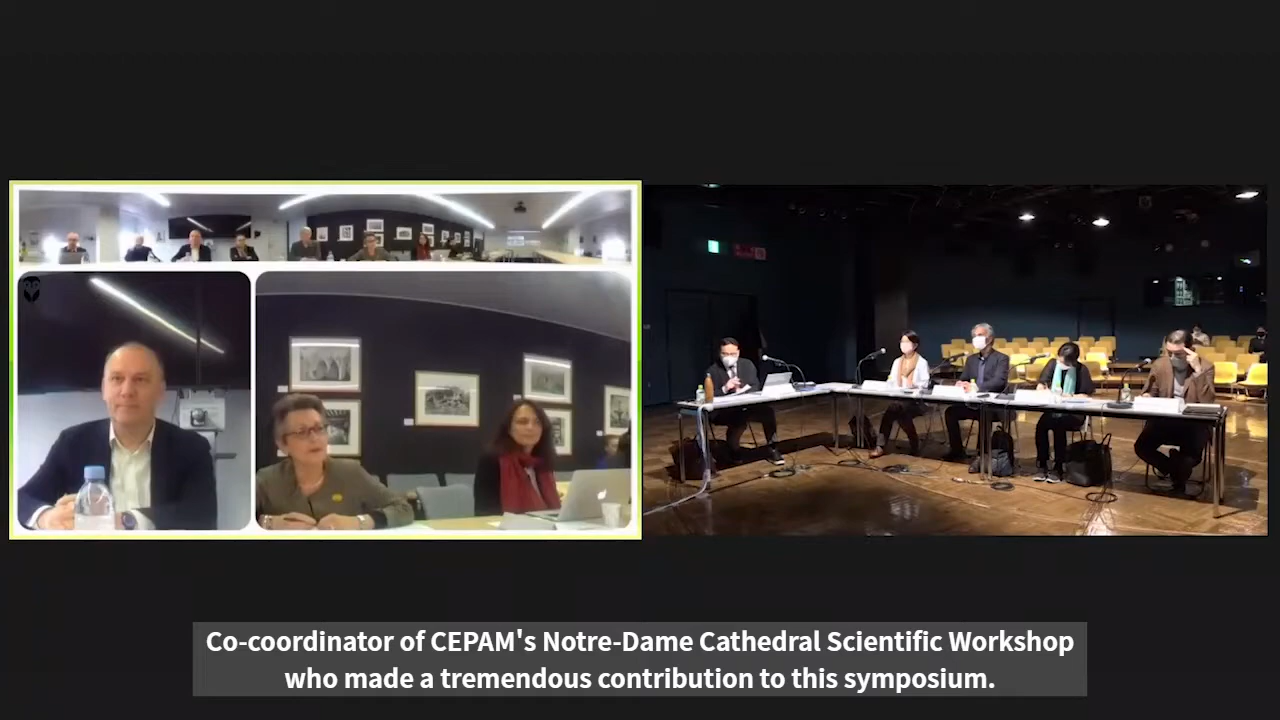 Co-coordinator of CEPAM's Notre-Dame Cathedral Scientific Workshop
who made a tremendous contribution to this symposium.